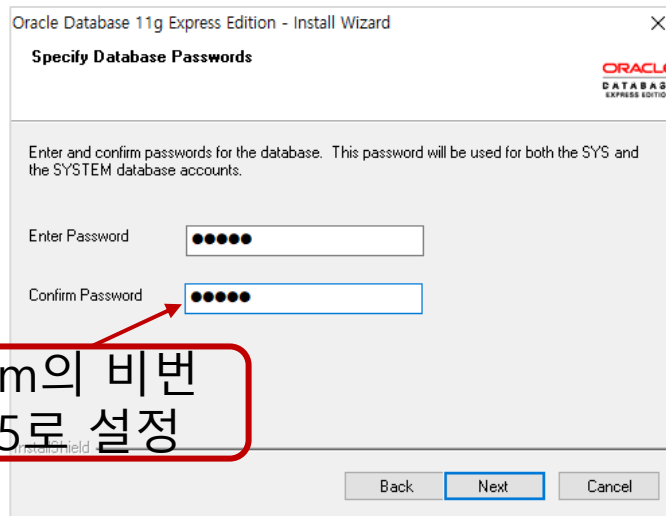 Oracle Database 11g Express Edition - Install Wizard
Specify Database Passwords
ORACLE
DATABAS
EXPRESS EDITIO
Enter and confirm passwords for the database. This password will be used for both the SYS and
the SYSTEM database accounts.
Enter Password ●●●●●
Confirm Password ●●●●●
m의 비번
5로 설정
InstallShield
Back Next Cancel